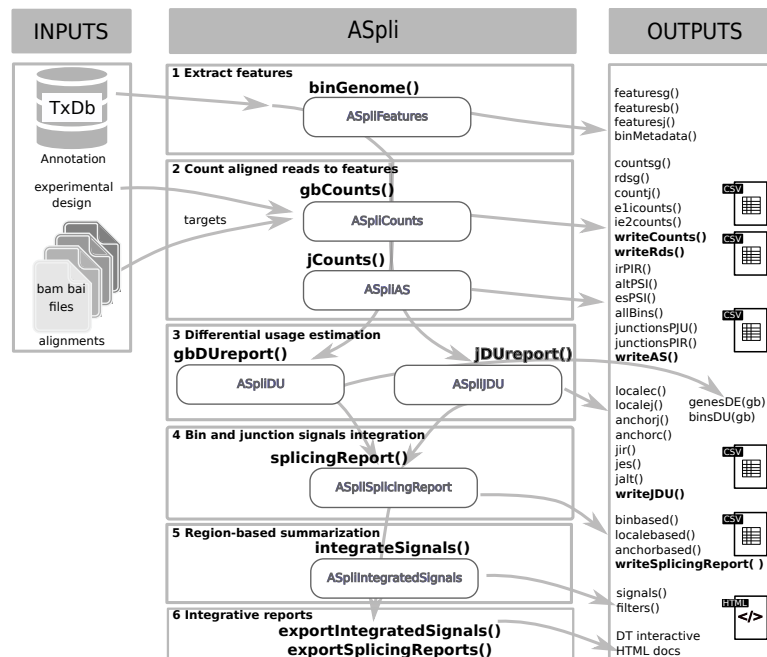 INPUTS
ASpli
OUTPUTS
TxDb
Annotation
experimental
design
targets
bam bai
files
alignments
1 Extract features
binGenome()
ASpliFeatures
2 Count aligned reads to features
gbCounts()
ASpliCounts
jCounts()
ASpliAS
3 Differential usage estimation
gbDUreport()
jDUreport()
ASpliDU
ASpliJDU
4 Bin and junction signals integration
splicingReport()
ASpliSplicingReport
5 Region-based summarization
integrateSignals()
ASpliIntegratedSignals
6 Integrative reports
exportIntegratedSignals()
exportSplicingReports()
featuresg()
featuresb()
featuresj()
binMetadata()
countsg()
rdsg()
countj()
e1icounts()
ie2counts()
writeCounts()
writeRds()
CSV
CSV
irPIR()
altPSI()
esPSI()
allBins()
junctionsPJU()
junctionsPIR()
writeAS()
CSV
localec()
localej()
anchorj()
anchorc()
jir()
jes()
jalt()
writeJDU()
genesDE(gb)
binsDU(gb)
CSV
binbased()
localebased()
anchorbased()
writeSplicingReport( )
CSV
signals()
filters()
HTML
</>
DT interactive
HTML docs